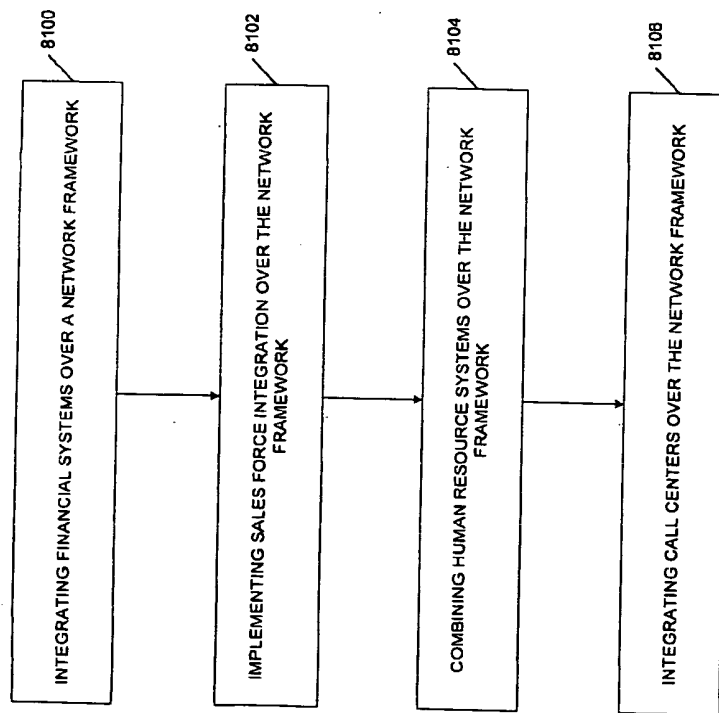 8100
INTEGRATING FINANCIAL SYSTEMS OVER A NETWORK FRAMEWORK
8102
IMPLEMENTING SALES FORCE INTEGRATION OVER THE NETWORK
FRAMEWORK
8104
COMBINING HUMAN RESOURCE SYSTEMS OVER THE NETWORK
FRAMEWORK
8106
INTEGRATING CALL CENTERS OVER THE NETWORK FRAMEWORK